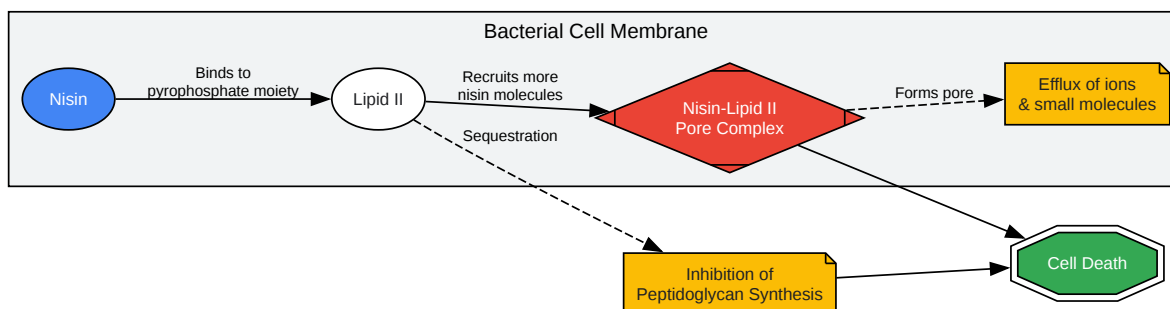 Bacterial Cell Membrane
Nisin
Binds to
pyrophosphate moiety
Lipid II
Recruits more
nisin molecules
Nisin-Lipid II
Pore Complex
Forms pore
Efflux of ions
& small molecules
Sequestration
Inhibition of
Peptidoglycan Synthesis
Cell Death